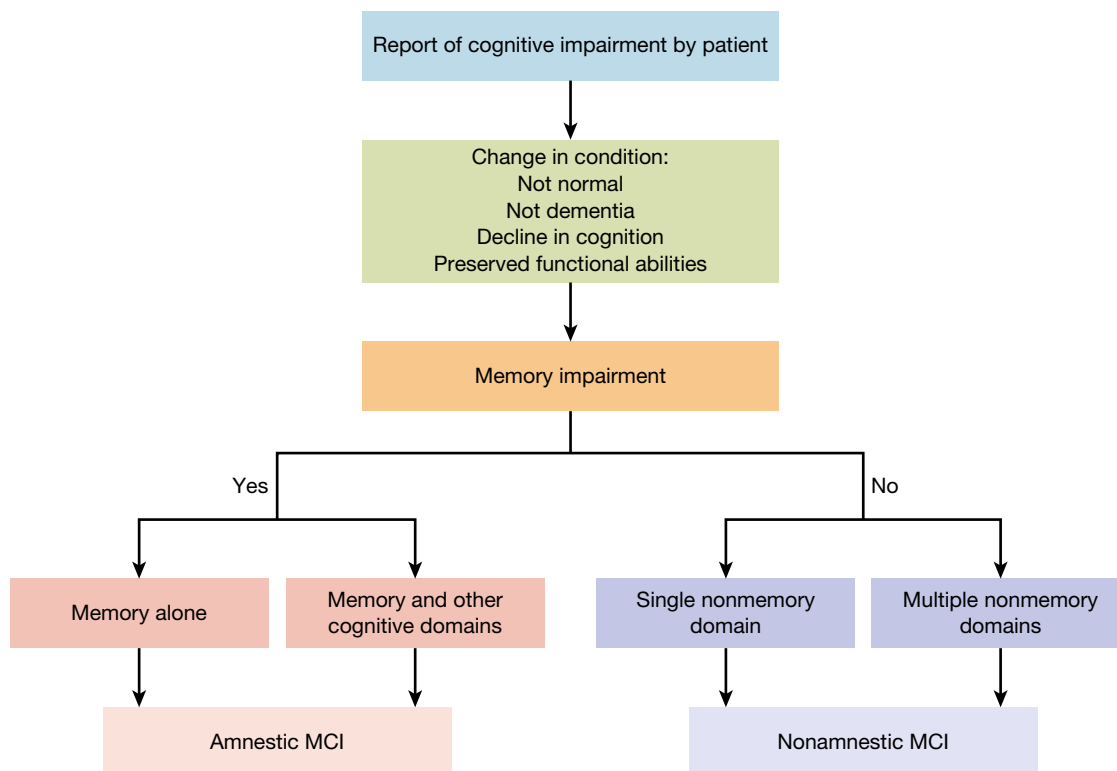 Report of cognitive impairment by patient
Change in condition:
Not normal
Not dementia
Decline in cognition
Preserved functional abilities
Memory impairment
Yes
No
Memory alone
Memory and other
cognitive domains
Single nonmemory
domain
Multiple nonmemory
domains
Amnestic MCI
Nonamnestic MCI